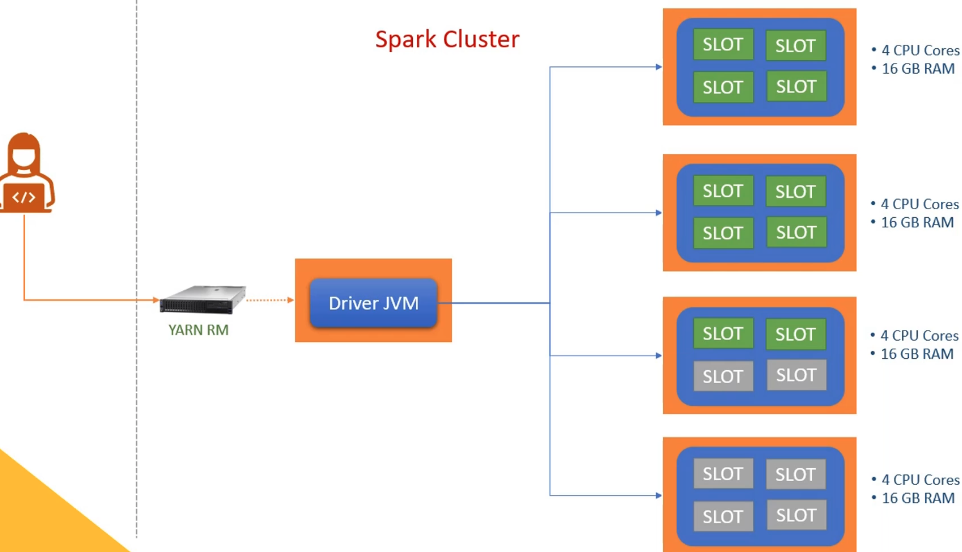 Spark Cluster
SLOT SLOT
SLOT SLOT
• 4 CPU Cores
• 16 GB RAM
SLOT SLOT
SLOT SLOT
• 4 CPU Cores
• 16 GB RAM
</>
YARN RM
Driver JVM
SLOT SLOT
SLOT SLOT
• 4 CPU Cores
• 16 GB RAM
SLOT SLOT
SLOT SLOT
• 4 CPU Cores
• 16 GB RAM